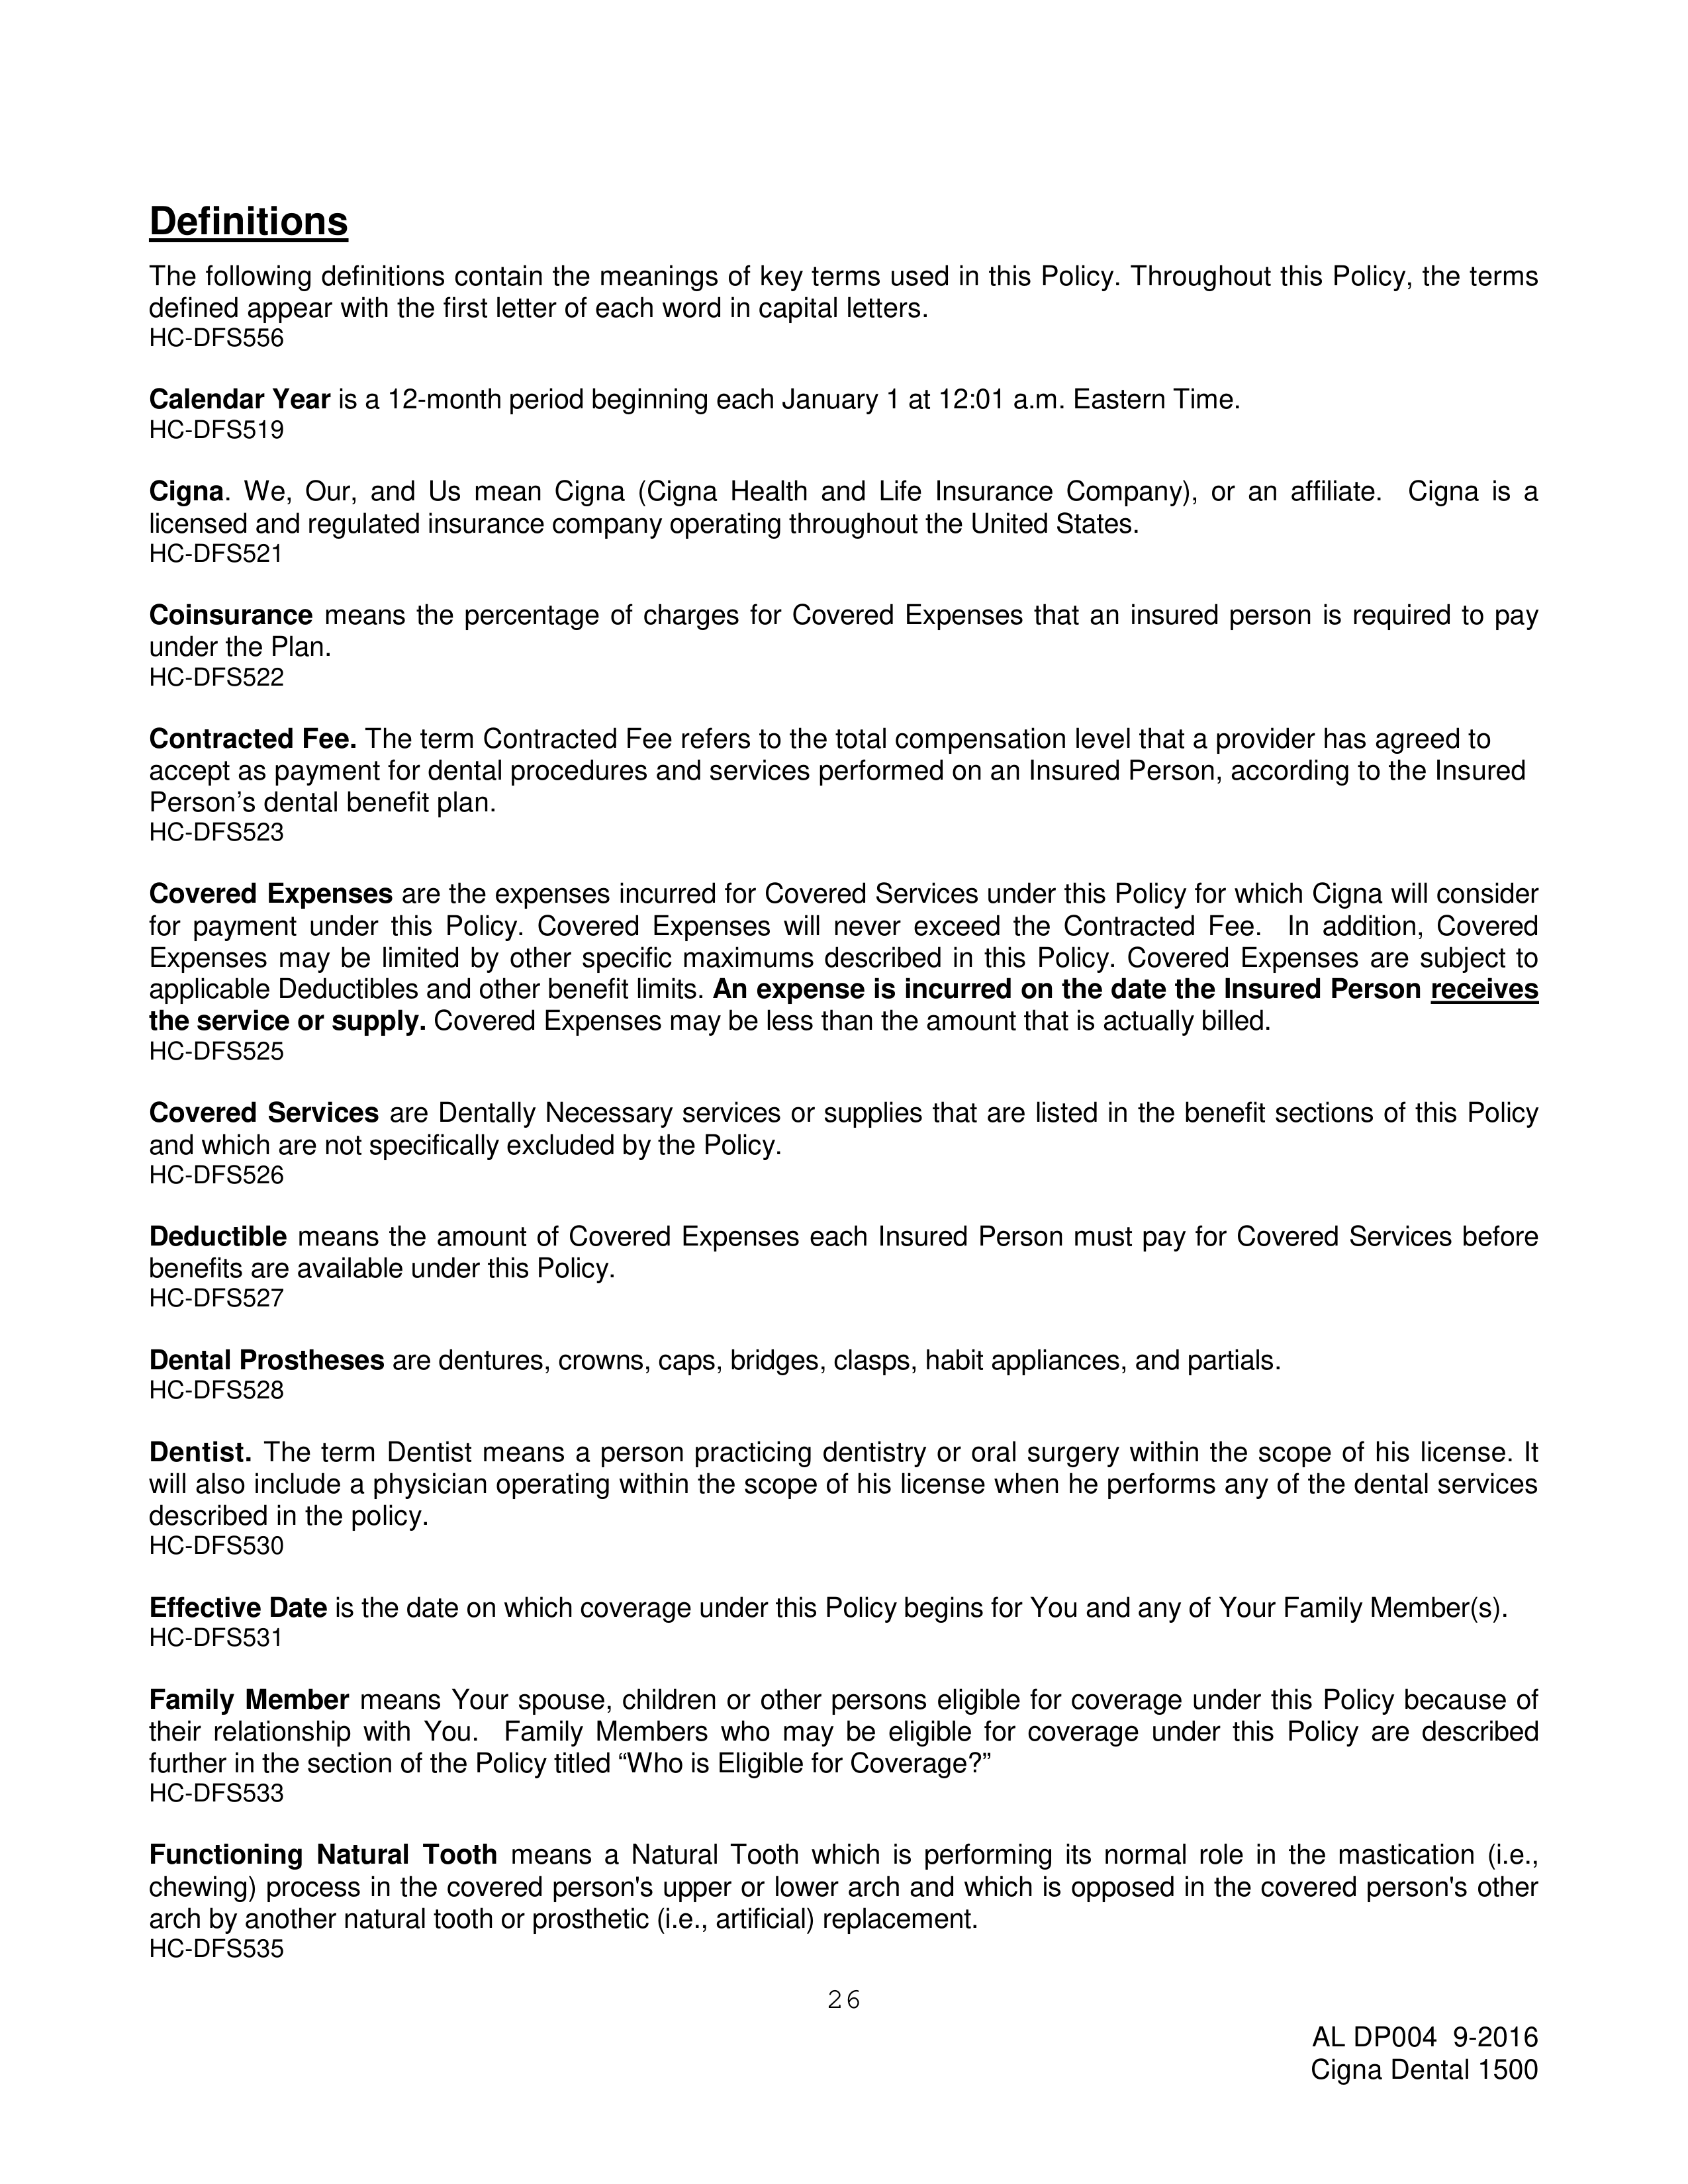 Definitions
The following definitions contain the meanings of key terms used in this Policy. Throughout this Policy, the terms
defined appear with the first letter of each word in capital letters.
HC-DFS556
Calendar Year is a 12-month period beginning each January 1 at 12:01 a.m. Eastern Time.
HC-DFS519
Cigna. We, Our, and Us mean Cigna (Cigna Health and Life Insurance Company), or an affiliate.  Cigna is a
licensed and regulated insurance company operating throughout the United States.
HC-DFS521
Coinsurance means the percentage of charges for Covered Expenses that an insured person is required to pay
under the Plan.
HC-DFS522
Contracted Fee. The term Contracted Fee refers to the total compensation level that a provider has agreed to
accept as payment for dental procedures and services performed on an Insured Person, according to the Insured
Person’s dental benefit plan.
HC-DFS523
Covered Expenses are the expenses incurred for Covered Services under this Policy for which Cigna will consider
for payment under this Policy. Covered Expenses will never exceed the Contracted Fee.  In addition, Covered
Expenses may be limited by other specific maximums described in this Policy. Covered Expenses are subject to
applicable Deductibles and other benefit limits. An expense is incurred on the date the Insured Person receives
the service or supply. Covered Expenses may be less than the amount that is actually billed.
HC-DFS525
Covered Services are Dentally Necessary services or supplies that are listed in the benefit sections of this Policy
and which are not specifically excluded by the Policy.
HC-DFS526
Deductible means the amount of Covered Expenses each Insured Person must pay for Covered Services before
benefits are available under this Policy.
HC-DFS527
Dental Prostheses are dentures, crowns, caps, bridges, clasps, habit appliances, and partials.
HC-DFS528
Dentist. The term Dentist means a person practicing dentistry or oral surgery within the scope of his license. It
will also include a physician operating within the scope of his license when he performs any of the dental services
described in the policy.
HC-DFS530
Effective Date is the date on which coverage under this Policy begins for You and any of Your Family Member(s).
HC-DFS531
Family Member means Your spouse, children or other persons eligible for coverage under this Policy because of
their relationship with You.  Family Members who may be eligible for coverage under this Policy are described
further in the section of the Policy titled “Who is Eligible for Coverage?”
HC-DFS533
Functioning Natural Tooth means a Natural Tooth which is performing its normal role in the mastication (i.e.,
chewing) process in the covered person's upper or lower arch and which is opposed in the covered person's other
arch by another natural tooth or prosthetic (i.e., artificial) replacement.
HC-DFS535
26
AL DP004  9-2016
Cigna Dental 1500